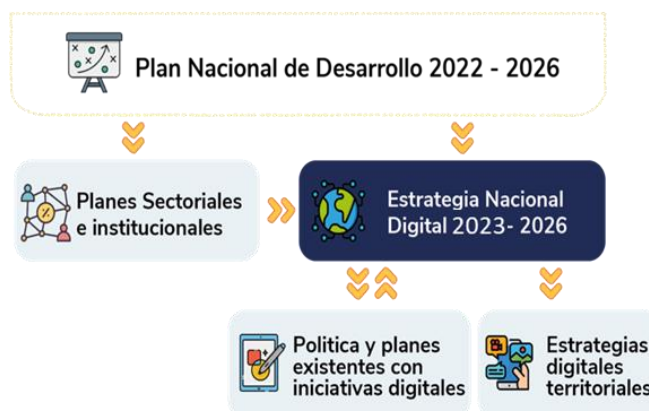 Plan Nacional de Desarrollo 2022 - 2026
Planes Sectoriales
e institucionales
Estrategia Nacional
Digital 2023- 2026
Politica y planes
existentes con
iniciativas digitales
Estrategias
digitales
territoriales